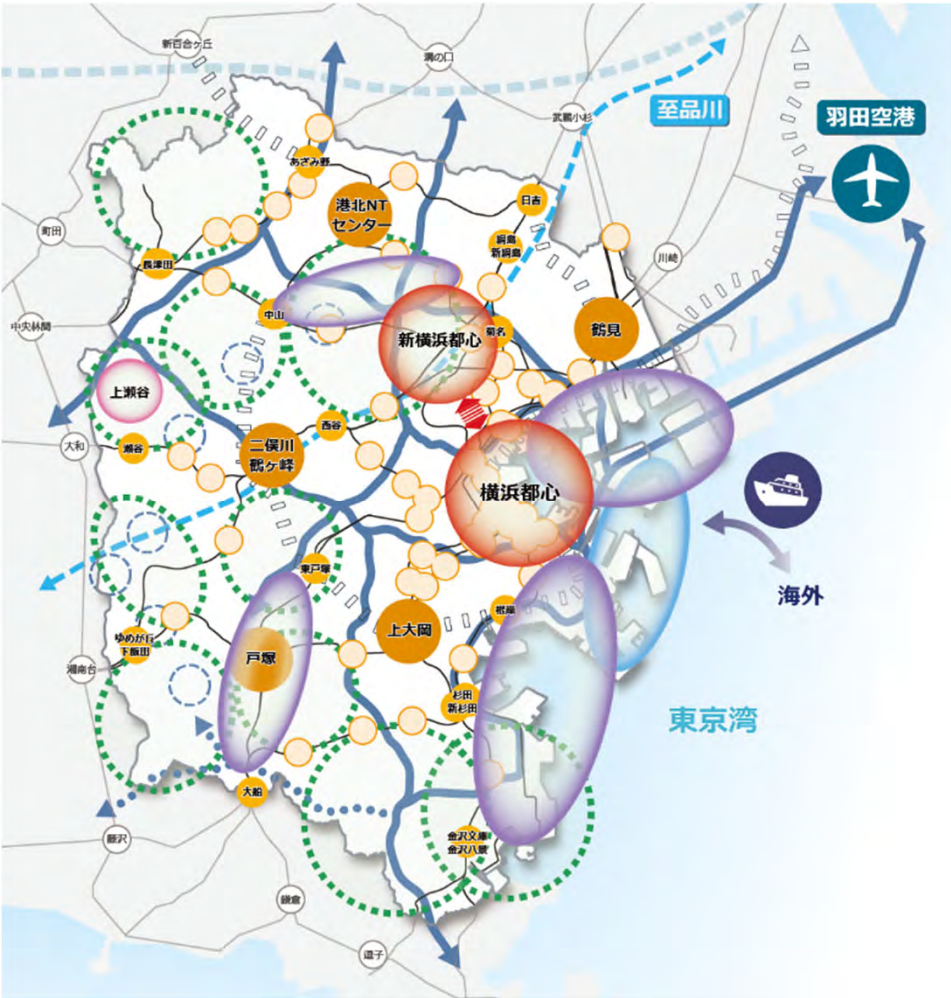 新百合ヶ丘
溝の口
至品川
武蔵小杉
羽田空港
あざみ野
港北NT
センター
日吉
町田
綱島
新綱島
長津田
川崎
中山
中央林間
新横浜都心
菊名
鶴見
上瀬谷
西谷
大和
瀬谷
二俣川
鶴ヶ峰
横浜都心
東戸塚
海外
根岸
上大岡
ゆめが丘
下飯田
戸塚
湘南台
杉田
新杉田
東京湾
大船
藤沢
金沢文庫
金沢八景
鎌倉
逗子